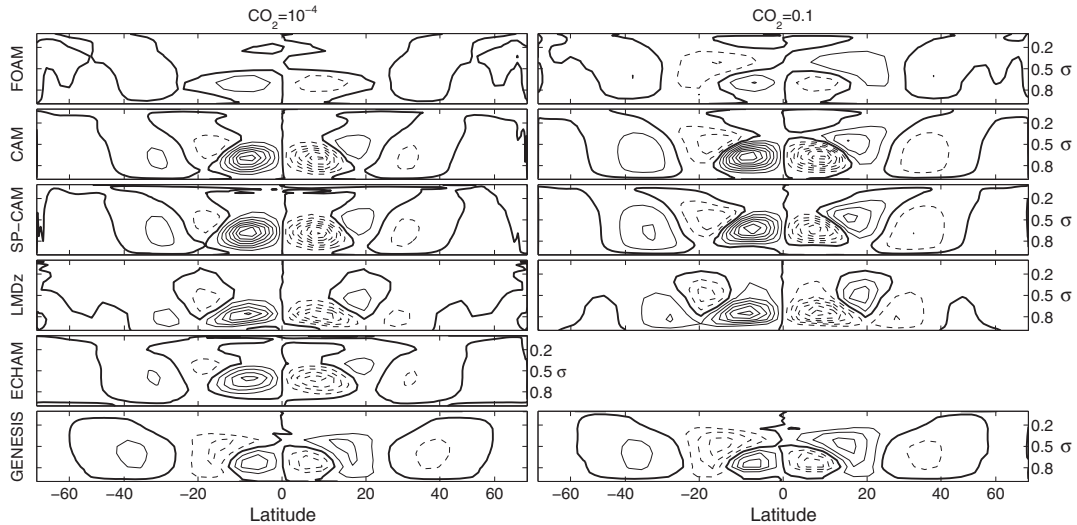 CO₂=10⁻⁴ CO₂=0.1
FOAM 0.2 0.5 σ 0.8
CAM 0.2 0.5 σ 0.8
SP−CAM 0.2 0.5 σ 0.8
LMDz 0.2 0.5 σ 0.8
ECHAM 0.2 0.5 σ 0.8
GENESIS 0.2 0.5 σ 0.8
−60 −40 −20 0 20 40 60 −60 −40 −20 0 20 40 60
Latitude Latitude